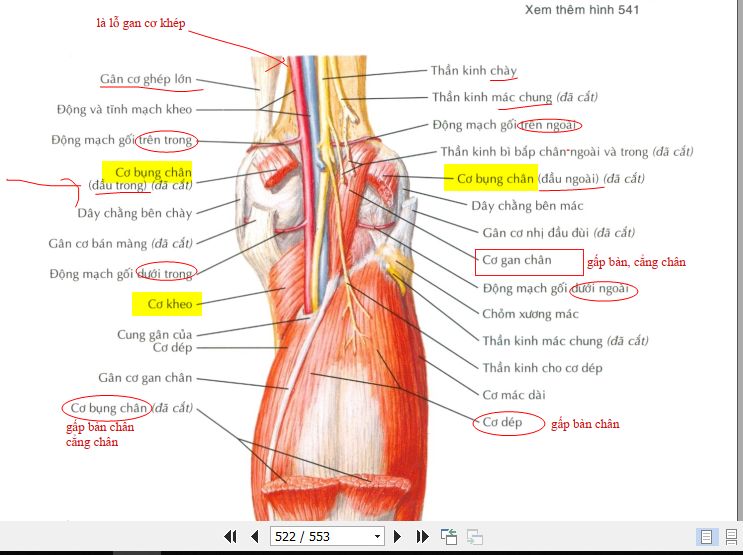 Xem thêm hình 541
là lỗ gan cơ khép
Gân cơ ghép lớn
Động và tĩnh mạch kheo
Động mạch gối trên trong
Cơ bụng chân
(đầu trong) (đã cắt)
Dây chằng bên chày
Gân cơ bán màng (đã cắt)
Động mạch gối dưới trong
Cơ kheo
Cung gân của
Cơ dép
Gân cơ gan chân
Cơ bụng chân (đã cắt)
gấp bàn chân
căng chân
Thần kinh chày
Thần kinh mác chung (đã cắt)
Động mạch gối trên ngoài
Thần kinh bì bắp chân ngoài và trong (đã cắt)
Cơ bụng chân (đầu ngoài) (đã cắt)
Dây chằng bên mác
Gân cơ nhị đầu đùi (đã cắt)
Cơ gan chân gấp bàn, cẳng chân
Động mạch gối dưới ngoài
Chỏm xương mác
Thần kinh mác chung (đã cắt)
Thần kinh cho cơ dép
Cơ mác dài
Cơ dép gấp bàn chân
522 / 553